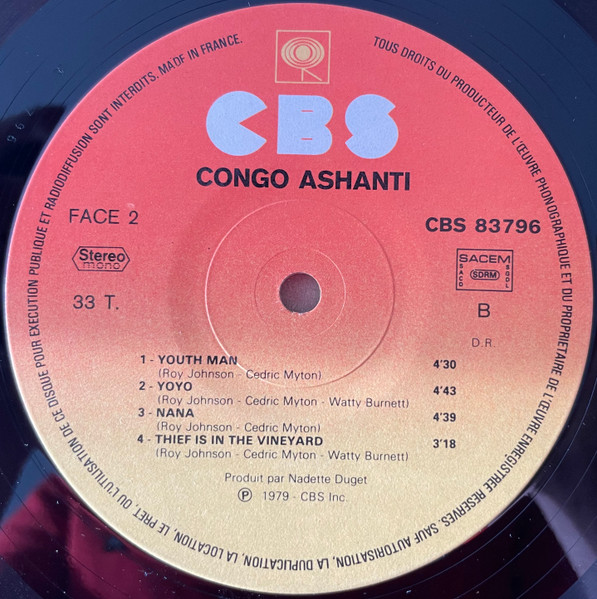 TOUS DROITS DU PRODUCTEUR DE L'ŒUVRE PHONOGRAPHIQUE ET DU PROPRIETAIRE DE L'ŒUVRE ENREGISTREE RESERVES. SAUF AUTORISATION, LA DUPLICATION, LA LOCATION, LE PRET, OU L'UTILISATION DE CE DISQUE POUR EXECUTION PUBLIQUE ET RADIODIFFUSION SONT INTERDITS. MADE IN FRANCE.
CBS
CONGO ASHANTI
FACE 2
CBS 83796
Stereo
mono
SACEM
SACD
SDRM
SGDL
33 T.
B
D.R.
1 - YOUTH MAN 4'30
(Roy Johnson - Cedric Myton)
2 - YOYO 4'43
(Roy Johnson - Cedric Myton - Watty Burnett)
3 - NANA 4'39
(Roy Johnson - Cedric Myton)
4 - THIEF IS IN THE VINEYARD 3'18
(Roy Johnson - Cedric Myton - Watty Burnett)
Produit par Nadette Duget
℗ 1979 - CBS Inc.